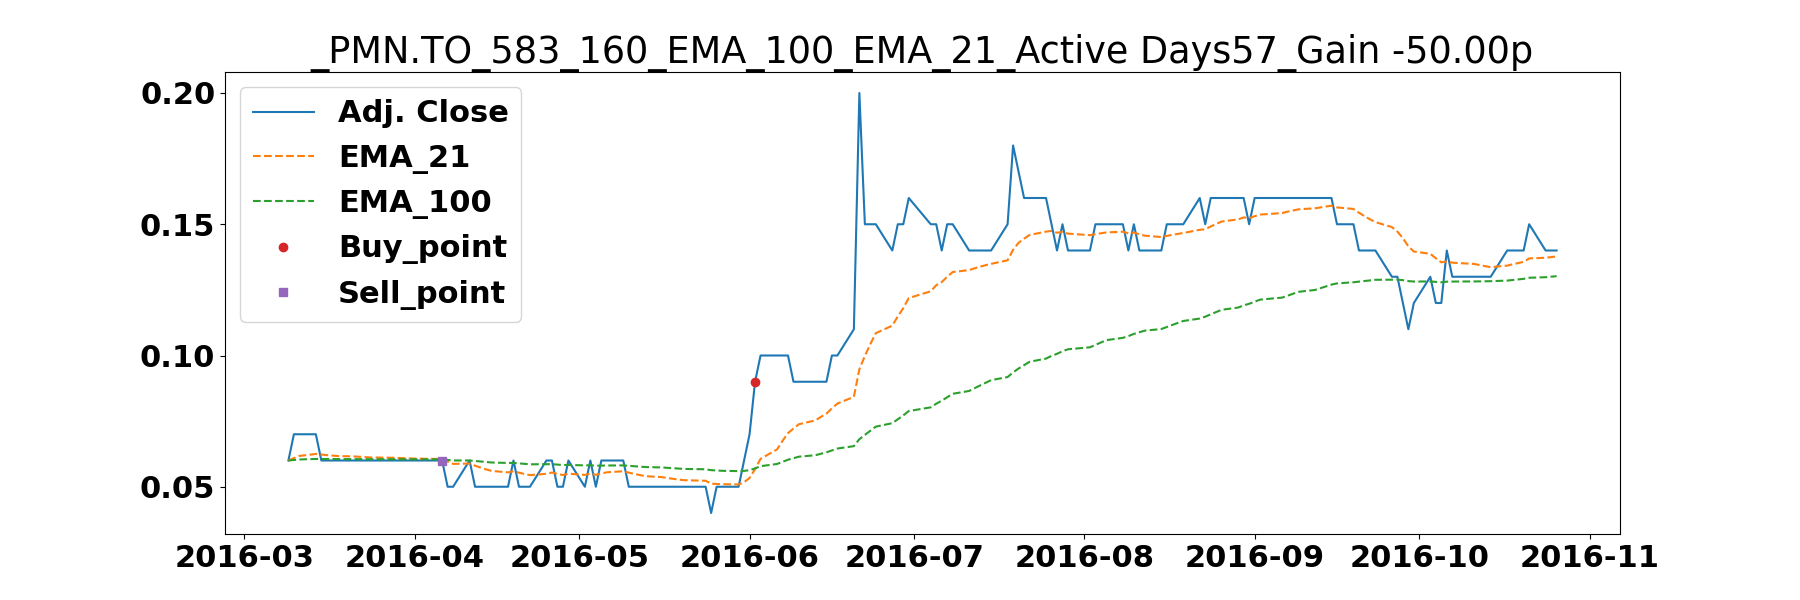 _PMN.TO_583_160_EMA_100_EMA_21_Active Days57_Gain -50.00p
0.20
0.15
0.10
0.05
Adj. Close
EMA_21
EMA_100
Buy_point
Sell_point
2016-03 2016-04 2016-05 2016-06 2016-07 2016-08 2016-09 2016-10 2016-11